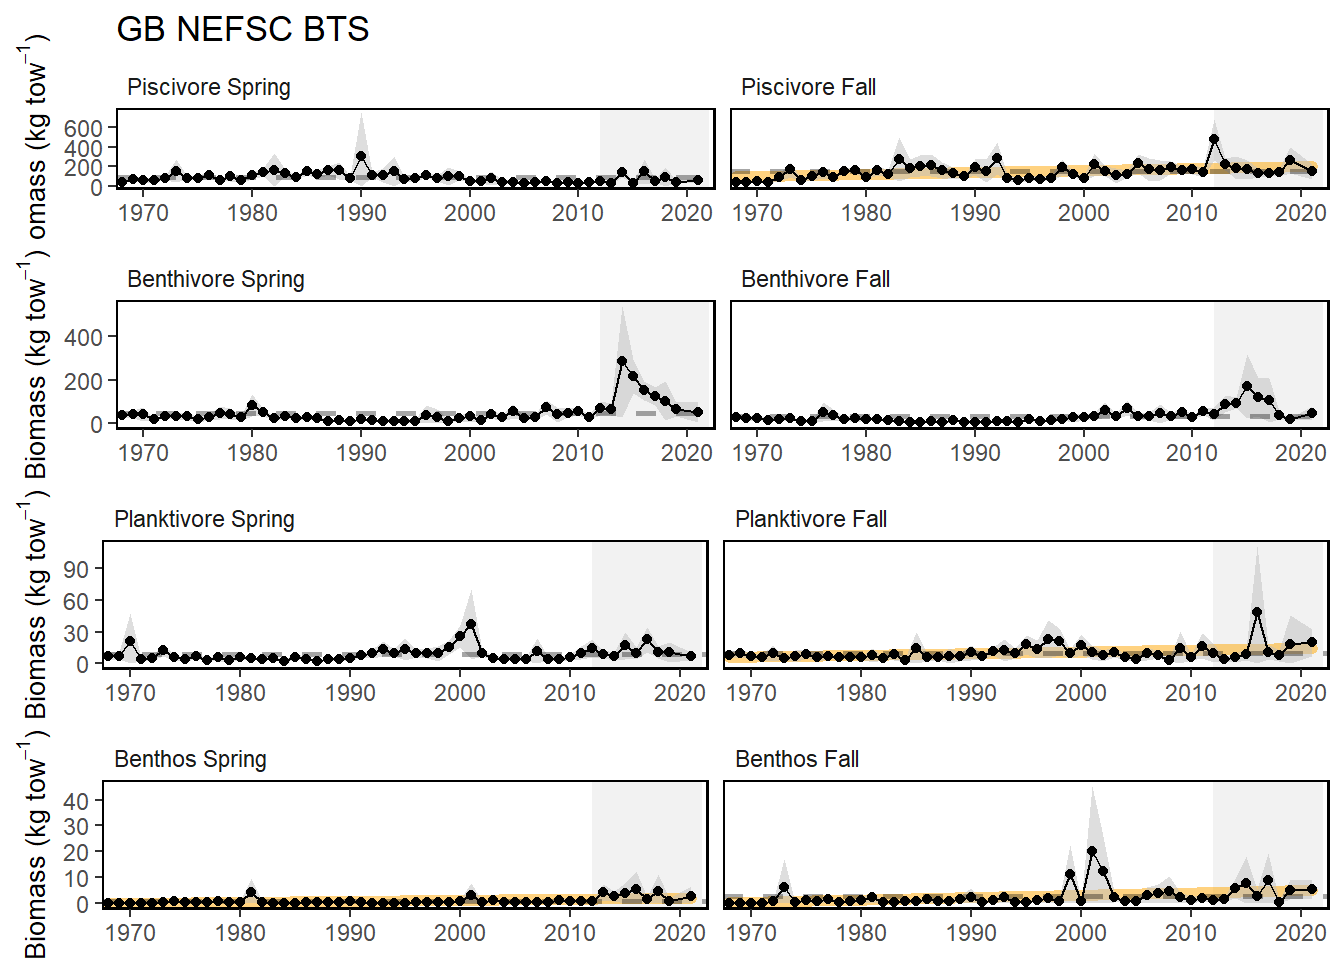 GB NEFSC BTS
Piscivore Spring
Piscivore Fall
omass (kg tow⁻¹)
600
400
200
0
1970 1980 1990 2000 2010 2020
1970 1980 1990 2000 2010 2020
Benthivore Spring
Benthivore Fall
Biomass (kg tow⁻¹)
400
200
0
1970 1980 1990 2000 2010 2020
1970 1980 1990 2000 2010 2020
Planktivore Spring
Planktivore Fall
Biomass (kg tow⁻¹)
90
60
30
0
1970 1980 1990 2000 2010 2020
1970 1980 1990 2000 2010 2020
Benthos Spring
Benthos Fall
Biomass (kg tow⁻¹)
40
30
20
10
0
1970 1980 1990 2000 2010 2020
1970 1980 1990 2000 2010 2020